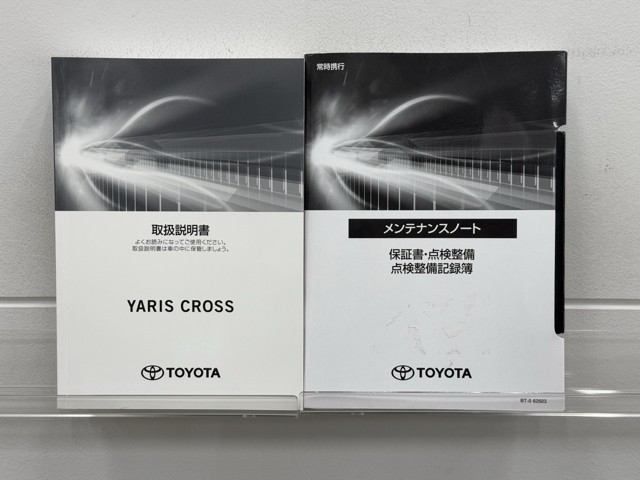 取扱説明書
よくお読みになってご使用ください。
取扱説明書は車の中に保管しましょう。
YARIS CROSS
TOYOTA
常時携行
メンテナンスノート
保証書・点検整備
点検整備記録簿
TOYOTA